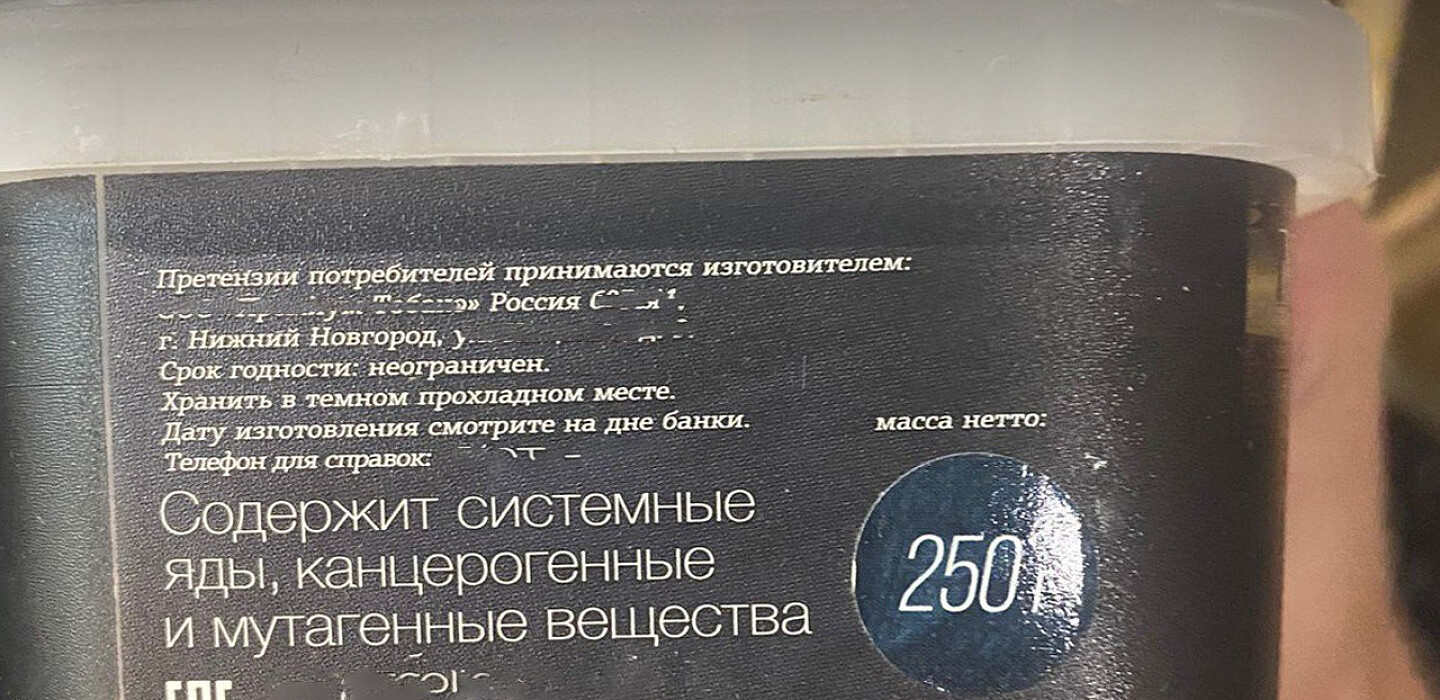 Претензии потребителей принимаются изготовителем:
Россия
г. Нижний Новгород,
Срок годности: неограничен.
Хранить в темном прохладном месте.
Дату изготовления смотрите на дне банки.
масса нетто:
Телефон для справок:
Содержит системные
яды, канцерогенные
и мутагенные вещества
250